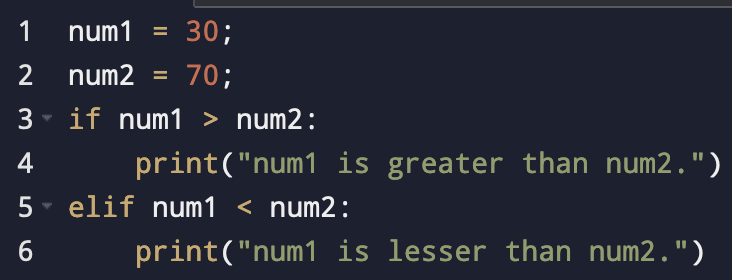 1 num1 = 30;
2 num2 = 70;
3 if num1 > num2:
4     print("num1 is greater than num2.")
5 elif num1 < num2:
6     print("num1 is lesser than num2.")